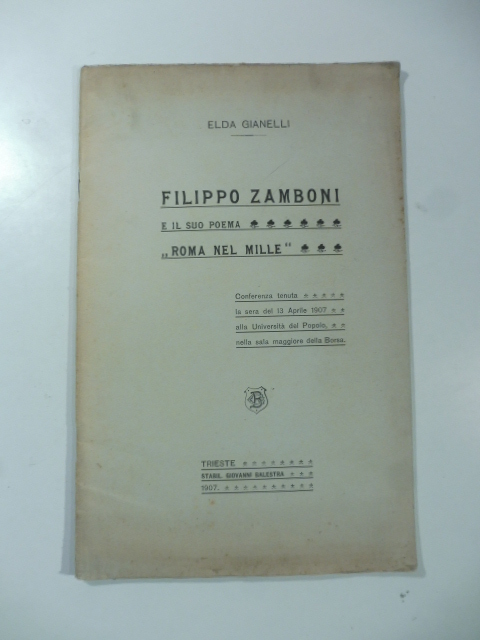 ELDA GIANELLI
FILIPPO ZAMBONI
E IL SUO POEMA
„ROMA NEL MILLE“
Conferenza tenuta
la sera del 13 Aprile 1907
alla Università del Popolo,
nella sala maggiore della Borsa.
B
TRIESTE
STABIL. GIOVANNI BALESTRA
1907.